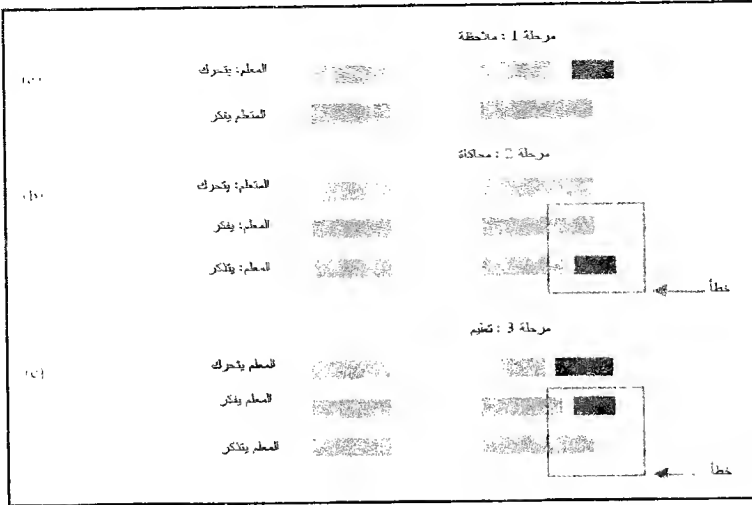 مرحلة 1 : ملاحظة
(a) المعلم: يتحرك
المتعلم يفكر
مرحلة 2 : محاكاة
(b) المتعلم: يتحرك
المعلم: يفكر
المعلم: يتذكر
خطأ
مرحلة 3 : تعليم
(c) المعلم يتحرك
المعلم يفكر
المعلم يتذكر
خطأ